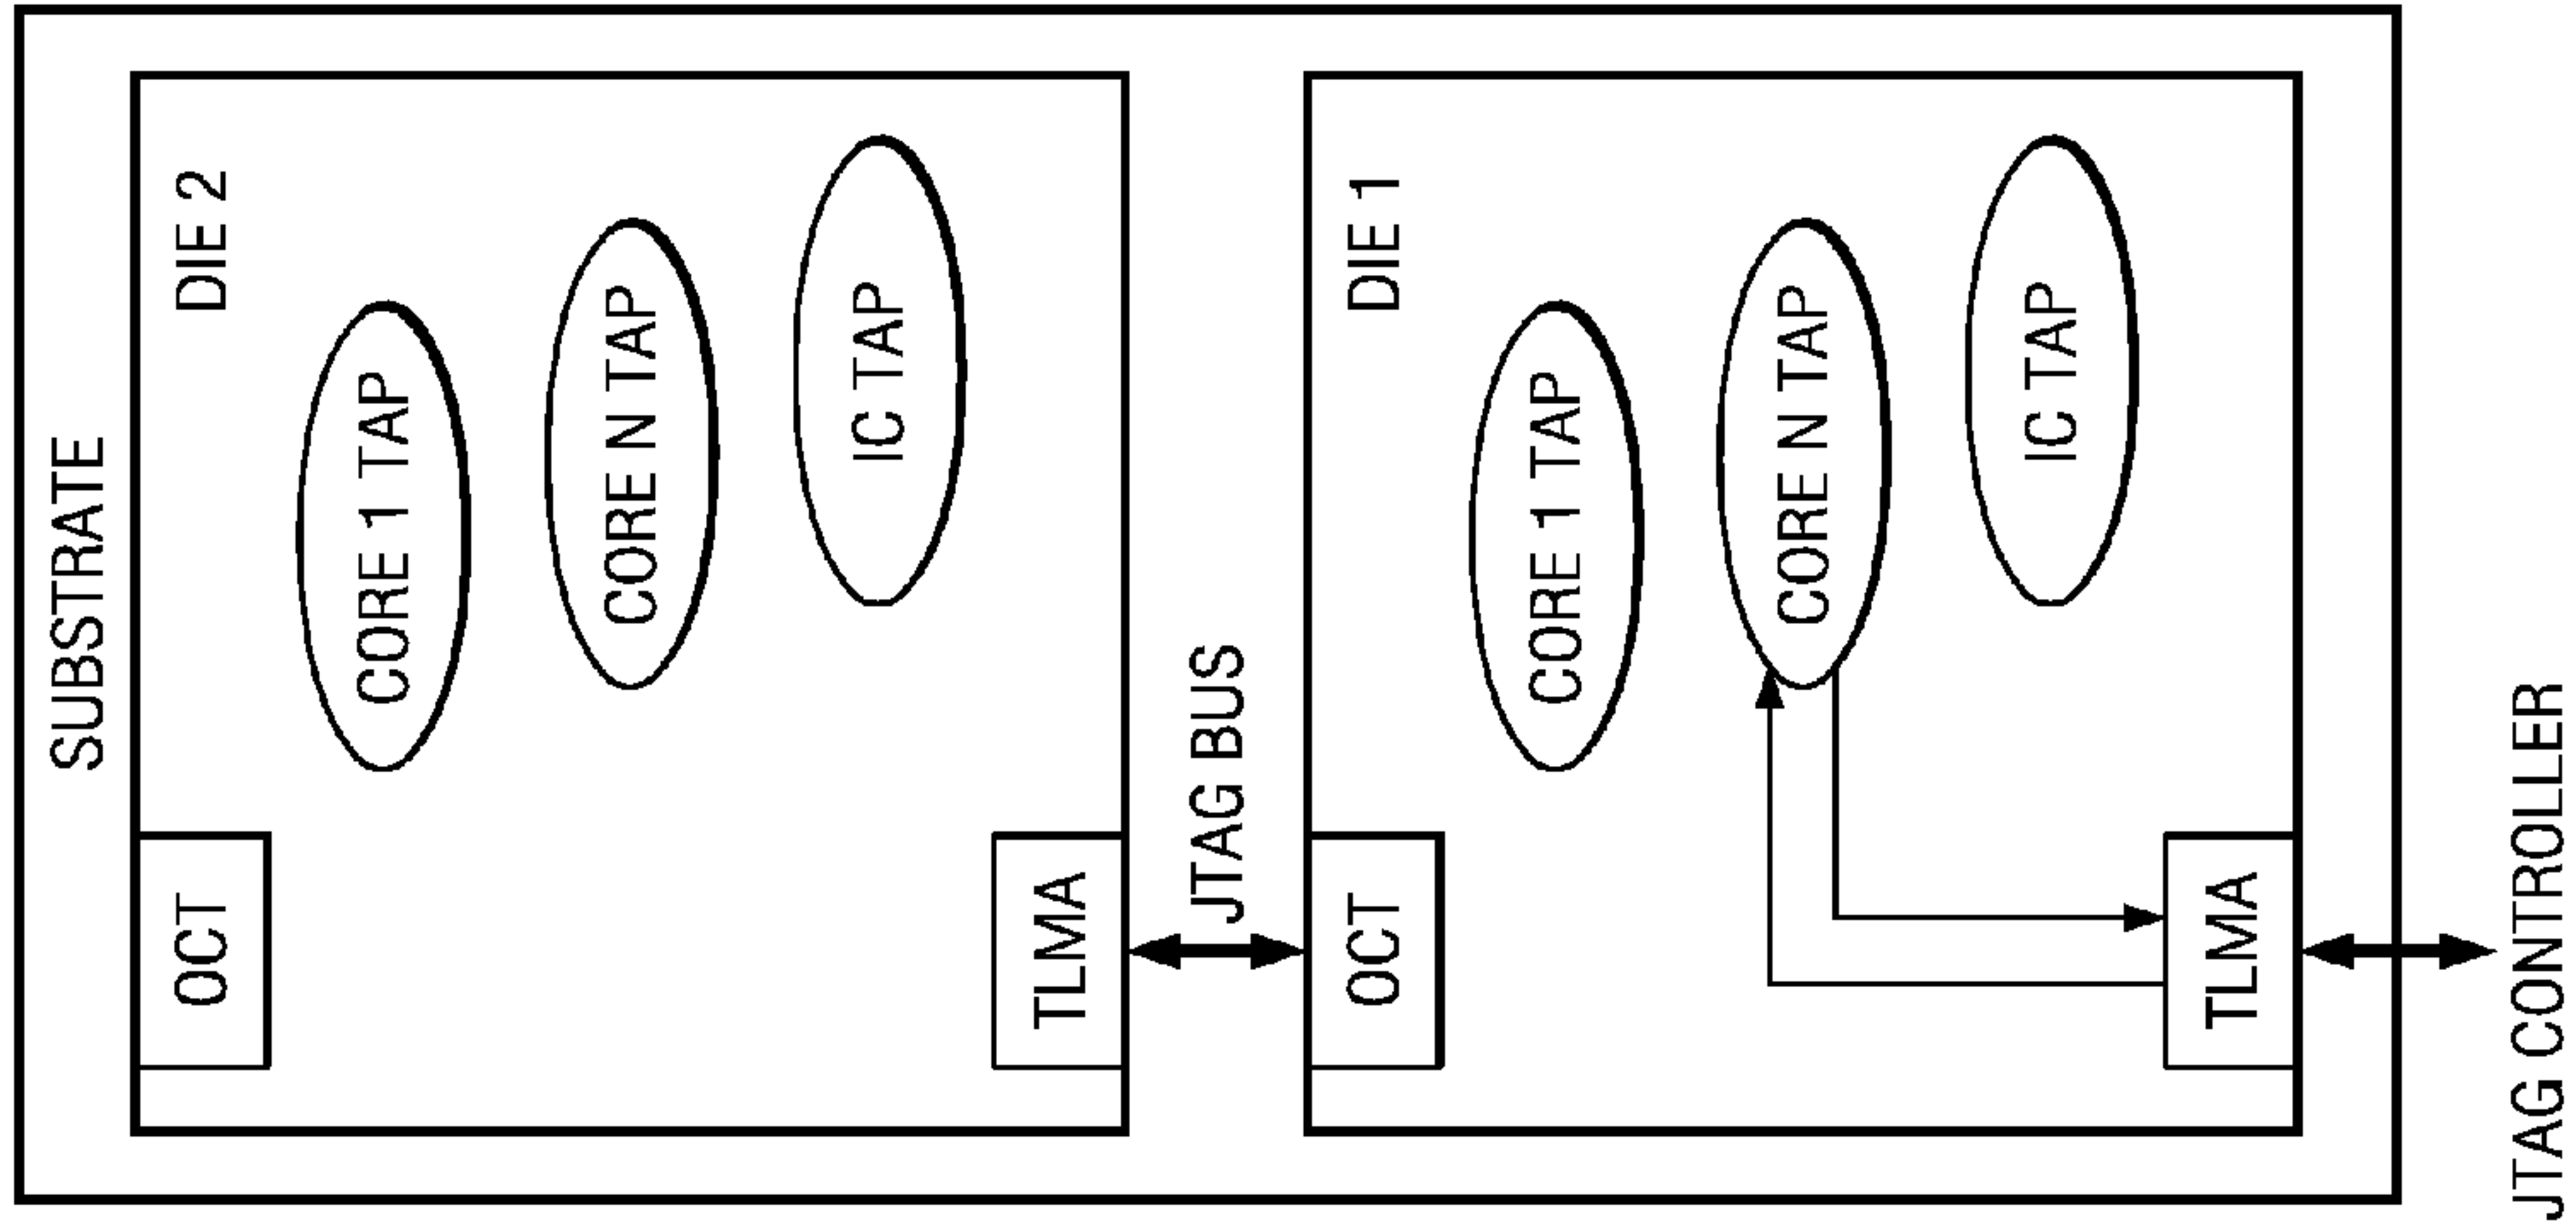 SUBSTRATE
DIE 2
OCT
CORE 1 TAP
CORE N TAP
IC TAP
TLMA
JTAG BUS
DIE 1
OCT
CORE 1 TAP
CORE N TAP
IC TAP
TLMA
JTAG CONTROLLER